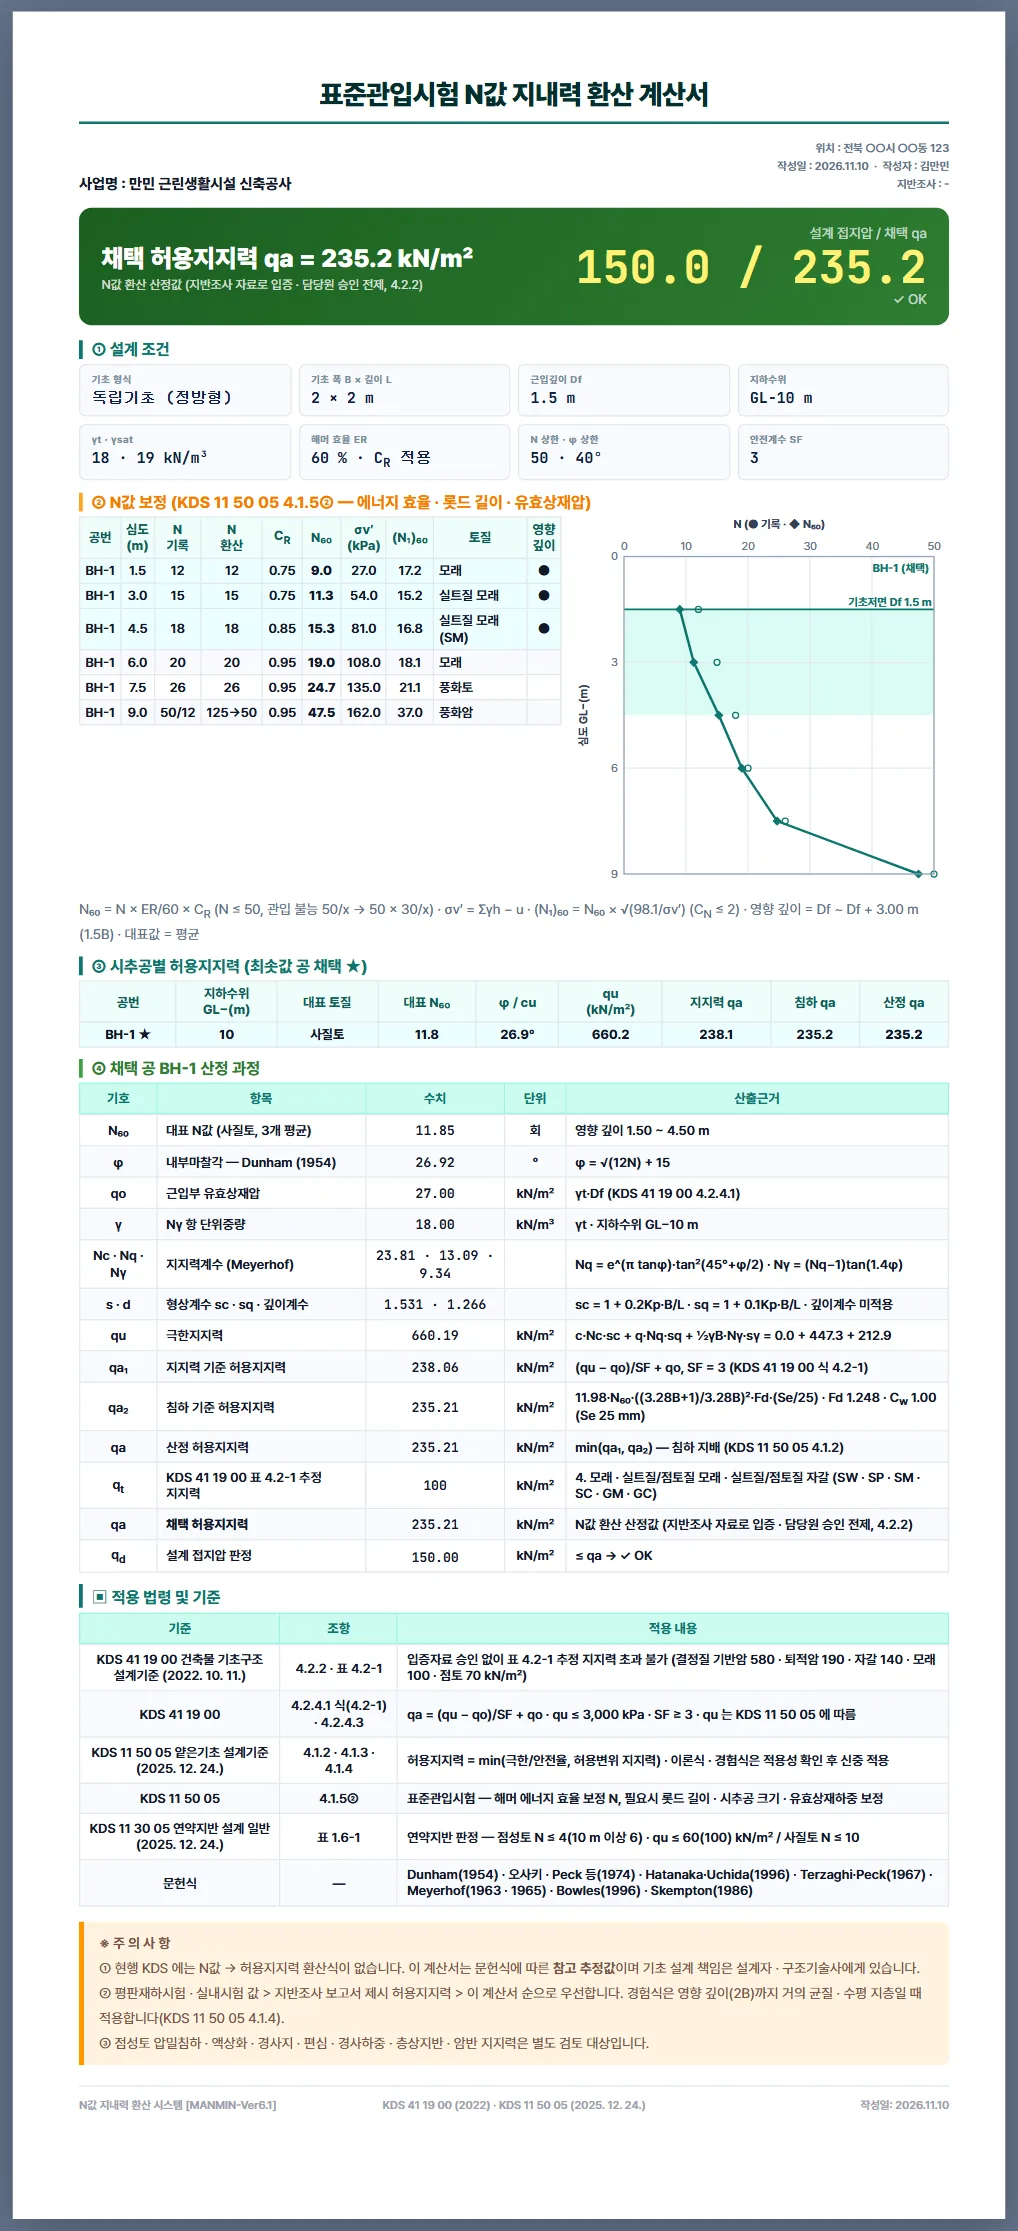 표준관입시험 N값 지내력 환산 계산서
위치 : 전북 〇〇시 〇〇동 123
작성일 : 2026.11.10 · 작성자 : 김만민
사업명 : 만민 근린생활시설 신축공사
지반조사 : -
설계 접지압 / 채택 qa
채택 허용지지력 qa = 235.2 kN/m²
150.0 / 235.2
N값 환산 산정값 (지반조사 자료로 입증 · 담당원 승인 전제, 4.2.2)
✓ OK
① 설계 조건
기초 형식
독립기초 (정방형)
기초 폭 B × 길이 L
2 × 2 m
근입깊이 Df
1.5 m
지하수위
GL-10 m
γt · γsat
18 · 19 kN/m³
해머 효율 ER
60 % · CR 적용
N 상한 · φ 상한
50 · 40°
안전계수 SF
3
② N값 보정 (KDS 11 50 05 4.1.5② — 에너지 효율 · 롯드 길이 · 유효상재압)
공번 심도 (m) N 기록 N 환산 CR N₆₀ σv′ (kPa) (N₁)₆₀ 토질 영향 깊이
BH-1 1.5 12 12 0.75 9.0 27.0 17.2 모래 ●
BH-1 3.0 15 15 0.75 11.3 54.0 15.2 실트질 모래 ●
BH-1 4.5 18 18 0.85 15.3 81.0 16.8 실트질 모래 (SM) ●
BH-1 6.0 20 20 0.95 19.0 108.0 18.1 모래
BH-1 7.5 26 26 0.95 24.7 135.0 21.1 풍화토
BH-1 9.0 50/12 125→50 0.95 47.5 162.0 37.0 풍화암
N (● 기록 · ◆ N₆₀)
0 10 20 30 40 50
0
BH-1 (채택)
기초저면 Df 1.5 m
3
심도 GL−(m)
6
9
N₆₀ = N × ER/60 × CR (N ≤ 50, 관입 불능 50/x → 50 × 30/x) · σv′ = Σγh − u · (N₁)₆₀ = N₆₀ × √(98.1/σv′) (CN ≤ 2) · 영향 깊이 = Df ~ Df + 3.00 m
(1.5B) · 대표값 = 평균
③ 시추공별 허용지지력 (최솟값 공 채택 ★)
공번 지하수위 GL−(m) 대표 토질 대표 N₆₀ φ / cu qu (kN/m²) 지지력 qa 침하 qa 산정 qa
BH-1 ★ 10 사질토 11.8 26.9° 660.2 238.1 235.2 235.2
④ 채택 공 BH-1 산정 과정
기호 항목 수치 단위 산출근거
N₆₀ 대표 N값 (사질토, 3개 평균) 11.85 회 영향 깊이 1.50 ~ 4.50 m
φ 내부마찰각 — Dunham (1954) 26.92 ° φ = √(12N) + 15
qo 근입부 유효상재압 27.00 kN/m² γt·Df (KDS 41 19 00 4.2.4.1)
γ Nγ 항 단위중량 18.00 kN/m³ γt · 지하수위 GL−10 m
Nc · Nq · Nγ 지지력계수 (Meyerhof) 23.81 · 13.09 · 9.34 Nq = e^(π tanφ)·tan²(45°+φ/2) · Nγ = (Nq−1)tan(1.4φ)
s · d 형상계수 sc · sq · 깊이계수 1.531 · 1.266 sc = 1 + 0.2Kp·B/L · sq = 1 + 0.1Kp·B/L · 깊이계수 미적용
qu 극한지지력 660.19 kN/m² c·Nc·sc + q·Nq·sq + ½γB·Nγ·sγ = 0.0 + 447.3 + 212.9
qa₁ 지지력 기준 허용지지력 238.06 kN/m² (qu − qo)/SF + qo, SF = 3 (KDS 41 19 00 식 4.2-1)
qa₂ 침하 기준 허용지지력 235.21 kN/m² 11.98·N₆₀·((3.28B+1)/3.28B)²·Fd·(Se/25) · Fd 1.248 · Cw 1.00 (Se 25 mm)
qa 산정 허용지지력 235.21 kN/m² min(qa₁, qa₂) — 침하 지배 (KDS 11 50 05 4.1.2)
qt KDS 41 19 00 표 4.2-1 추정 지지력 100 kN/m² 4. 모래 · 실트질/점토질 모래 · 실트질/점토질 자갈 (SW · SP · SM · SC · GM · GC)
qa 채택 허용지지력 235.21 kN/m² N값 환산 산정값 (지반조사 자료로 입증 · 담당원 승인 전제, 4.2.2)
qd 설계 접지압 판정 150.00 kN/m² ≤ qa → ✓ OK
▣ 적용 법령 및 기준
기준 조항 적용 내용
KDS 41 19 00 건축물 기초구조 설계기준 (2022. 10. 11.) 4.2.2 · 표 4.2-1 입증자료 승인 없이 표 4.2-1 추정 지지력 초과 불가 (결정질 기반암 580 · 퇴적암 190 · 자갈 140 · 모래 100 · 점토 70 kN/m²)
KDS 41 19 00 4.2.4.1 식(4.2-1) · 4.2.4.3 qa = (qu − qo)/SF + qo · qu ≤ 3,000 kPa · SF ≥ 3 · qu 는 KDS 11 50 05 에 따름
KDS 11 50 05 얕은기초 설계기준 (2025. 12. 24.) 4.1.2 · 4.1.3 · 4.1.4 허용지지력 = min(극한/안전율, 허용변위 지지력) · 이론식 · 경험식은 적용성 확인 후 신중 적용
KDS 11 50 05 4.1.5② 표준관입시험 — 해머 에너지 효율 보정 N, 필요시 롯드 길이 · 시추공 크기 · 유효상재하중 보정
KDS 11 30 05 연약지반 설계 일반 (2025. 12. 24.) 표 1.6-1 연약지반 판정 — 점성토 N ≤ 4(10 m 이상 6) · qu ≤ 60(100) kN/m² / 사질토 N ≤ 10
문헌식 — Dunham(1954) · 오사키 · Peck 등(1974) · Hatanaka·Uchida(1996) · Terzaghi·Peck(1967) · Meyerhof(1963 · 1965) · Bowles(1996) · Skempton(1986)
※ 주 의 사 항
① 현행 KDS 에는 N값 → 허용지지력 환산식이 없습니다. 이 계산서는 문헌식에 따른 참고 추정값이며 기초 설계 책임은 설계자 · 구조기술사에게 있습니다.
② 평판재하시험 · 실내시험 값 > 지반조사 보고서 제시 허용지지력 > 이 계산서 순으로 우선합니다. 경험식은 영향 깊이(2B)까지 거의 균질 · 수평 지층일 때
적용합니다(KDS 11 50 05 4.1.4).
③ 점성토 압밀침하 · 액상화 · 경사지 · 편심 · 경사하중 · 층상지반 · 암반 지지력은 별도 검토 대상입니다.
N값 지내력 환산 시스템 [MANMIN-Ver6.1]
KDS 41 19 00 (2022) · KDS 11 50 05 (2025. 12. 24.)
작성일: 2026.11.10